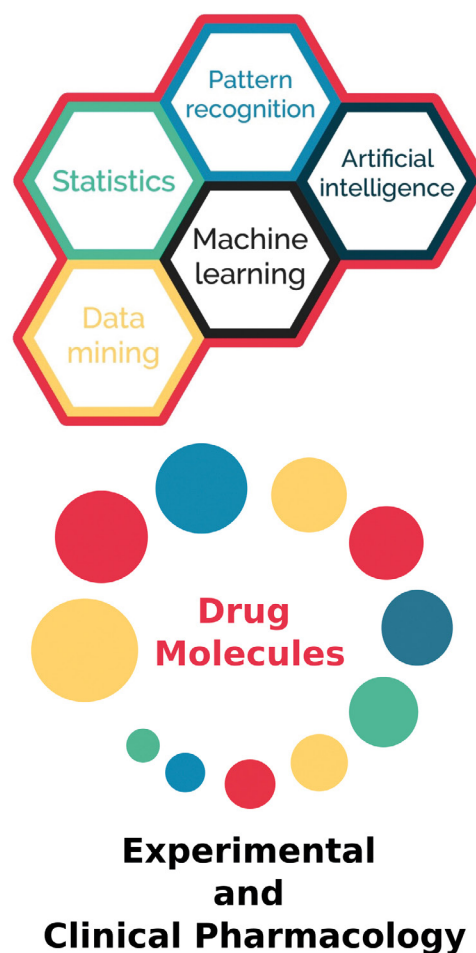 Pattern
recognition
Statistics
Artificial
intelligence
Machine
learning
Data
mining
Drug
Molecules
Experimental
and
Clinical Pharmacology